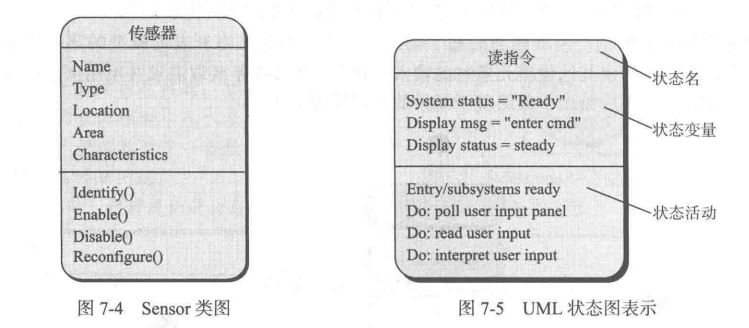 传感器
Name
Type
Location
Area
Characteristics
Identify()
Enable()
Disable()
Reconfigure()
图 7-4 Sensor 类图
读指令
System status = "Ready"
Display msg = "enter cmd"
Display status = steady
Entry/subsystems ready
Do: poll user input panel
Do: read user input
Do: interpret user input
状态名
状态变量
状态活动
图 7-5 UML 状态图表示